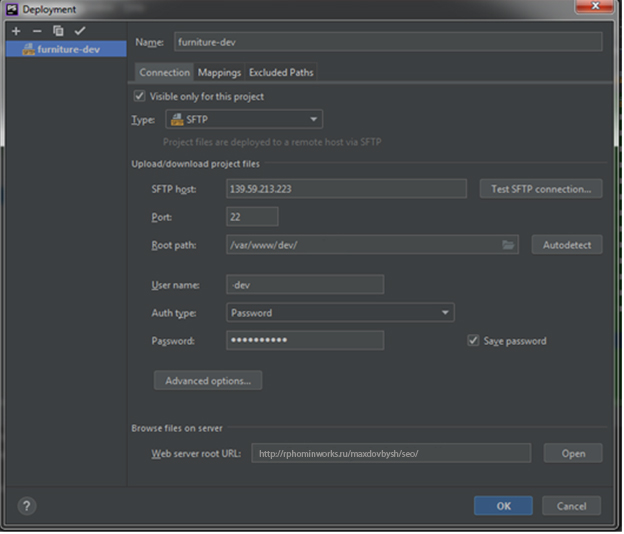 PS Deployment
furniture-dev
Name: furniture-dev
Connection Mappings Excluded Paths
Visible only for this project
Type: SFTP
Project files are deployed to a remote host via SFTP
Upload/download project files
SFTP host: 139.59.213.223 Test SFTP connection...
Port: 22
Root path: /var/www/dev/ Autodetect
User name: -dev
Auth type: Password
Password: •••••••••• Save password
Advanced options...
Browse files on server
Web server root URL: http://rphominworks.ru/maxdovbysh/seo/ Open
? OK Cancel